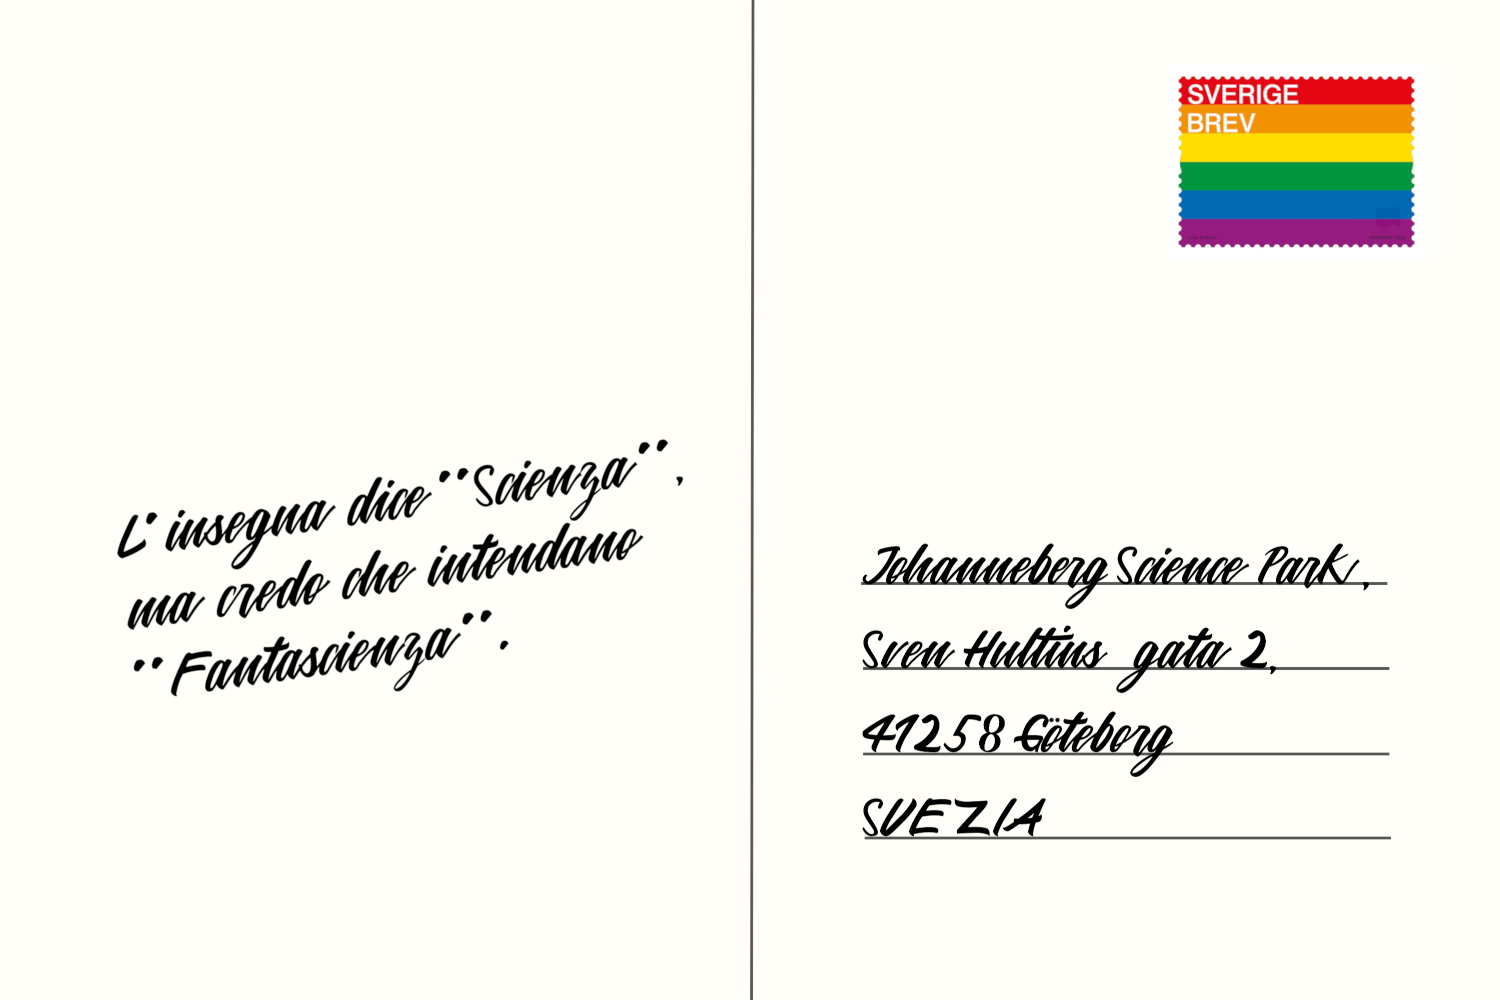 L' insegna dice "Scienza",
ma credo che intendano
"Fantascienza".
SVERIGE
BREV
Johanneberg Science Park,
Sven Hultins gata 2,
41258 Göteborg
SVEZIA